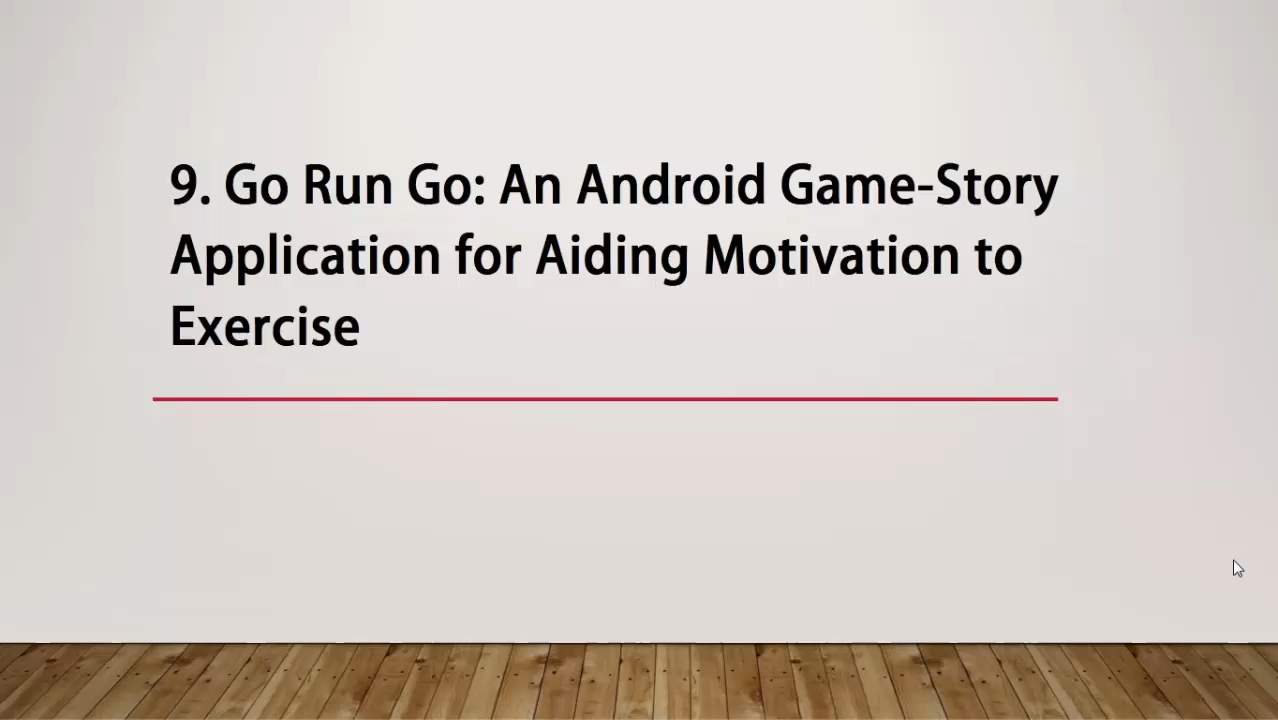 9. Go Run Go: An Android Game-Story
Application for Aiding Motivation to
Exercise